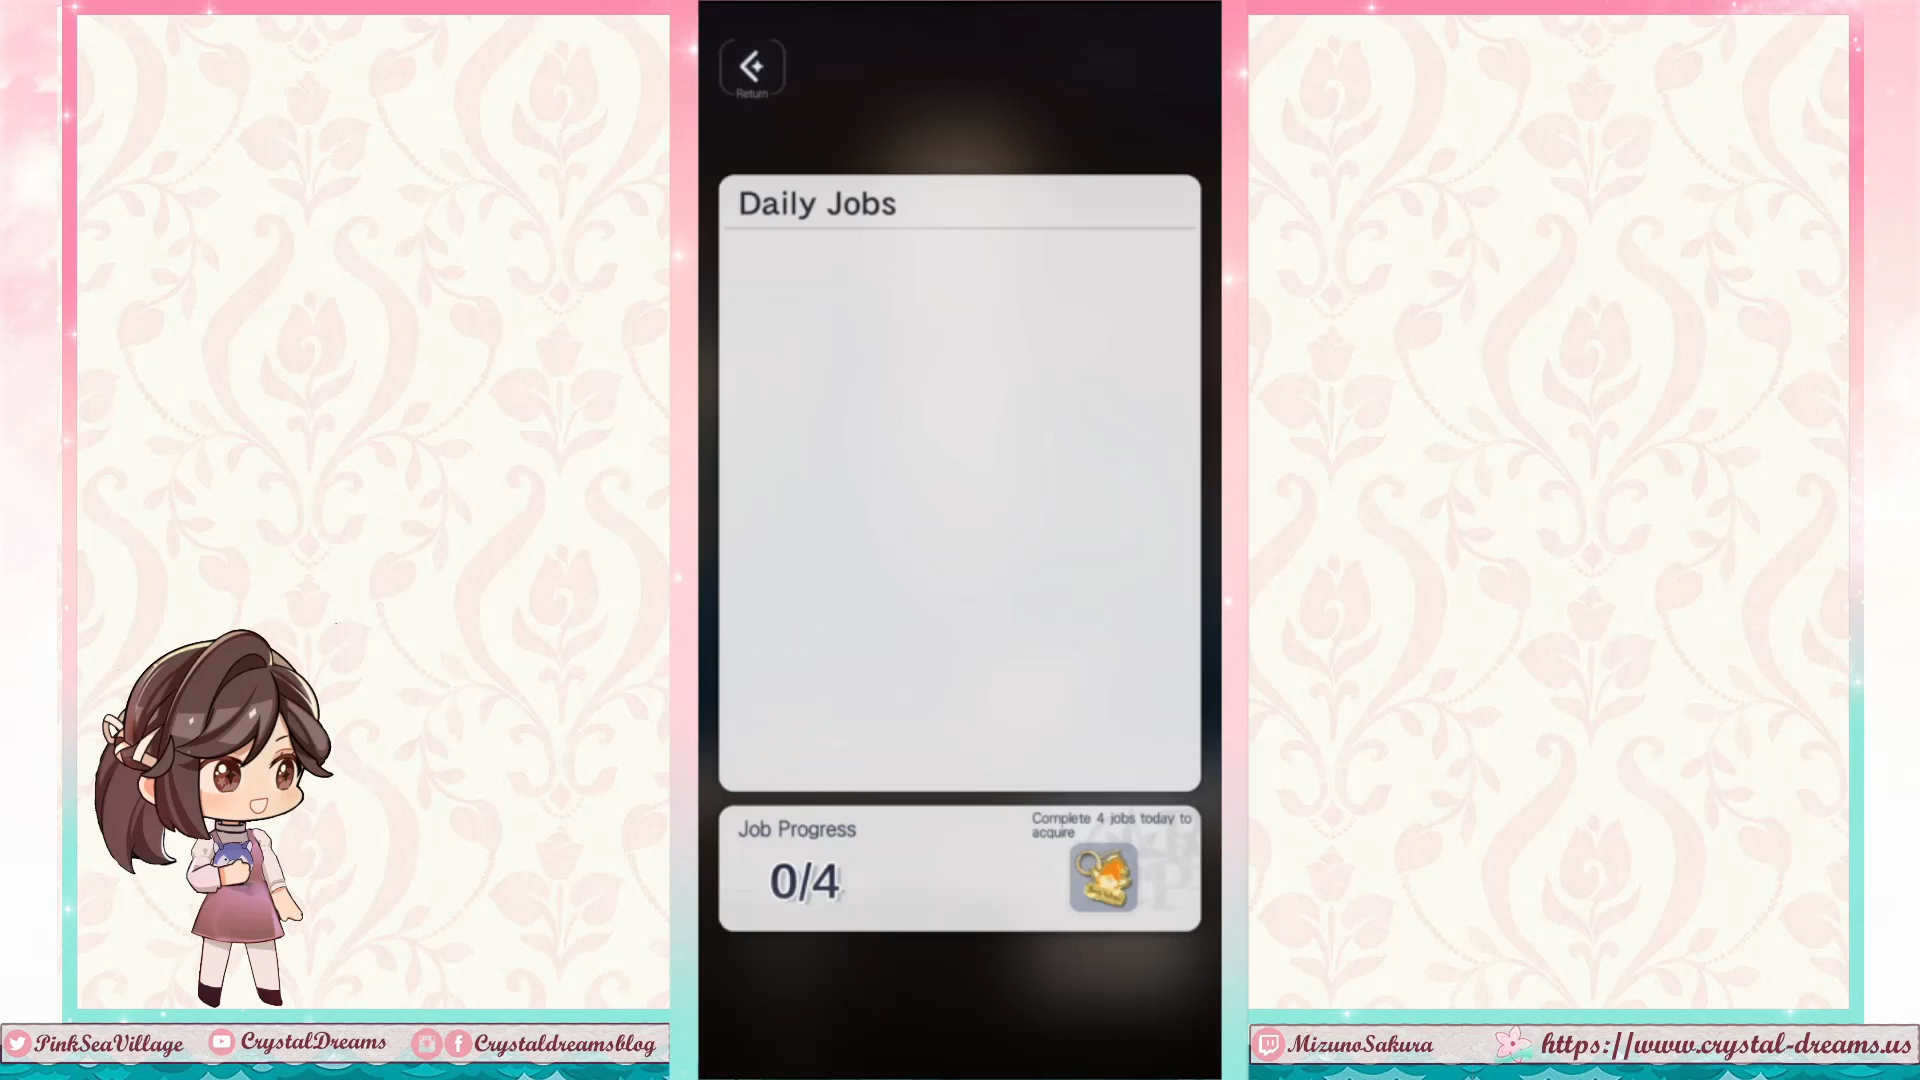 Return
Daily Jobs
Job Progress
0/4
Complete 4 jobs today to
acquire
PinkSeaVillage
CrystalDreams
Crystaldreamsblog
MizunoSakura
https://www.crystal-dreams.us